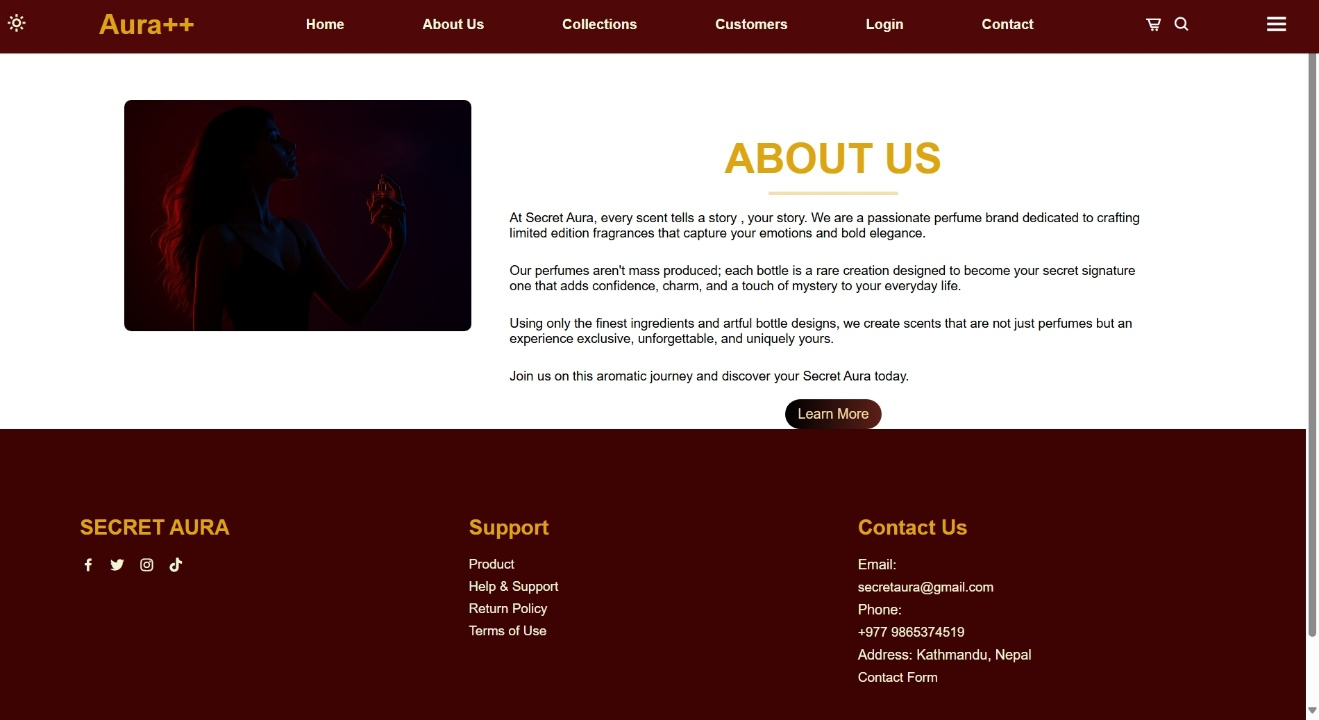 Aura++
Home
About Us
Collections
Customers
Login
Contact
ABOUT US
At Secret Aura, every scent tells a story , your story. We are a passionate perfume brand dedicated to crafting
limited edition fragrances that capture your emotions and bold elegance.
Our perfumes aren't mass produced; each bottle is a rare creation designed to become your secret signature
one that adds confidence, charm, and a touch of mystery to your everyday life.
Using only the finest ingredients and artful bottle designs, we create scents that are not just perfumes but an
experience exclusive, unforgettable, and uniquely yours.
Join us on this aromatic journey and discover your Secret Aura today.
Learn More
SECRET AURA
Support
Product
Help & Support
Return Policy
Terms of Use
Contact Us
Email:
secretaura@gmail.com
Phone:
+977 9865374519
Address: Kathmandu, Nepal
Contact Form